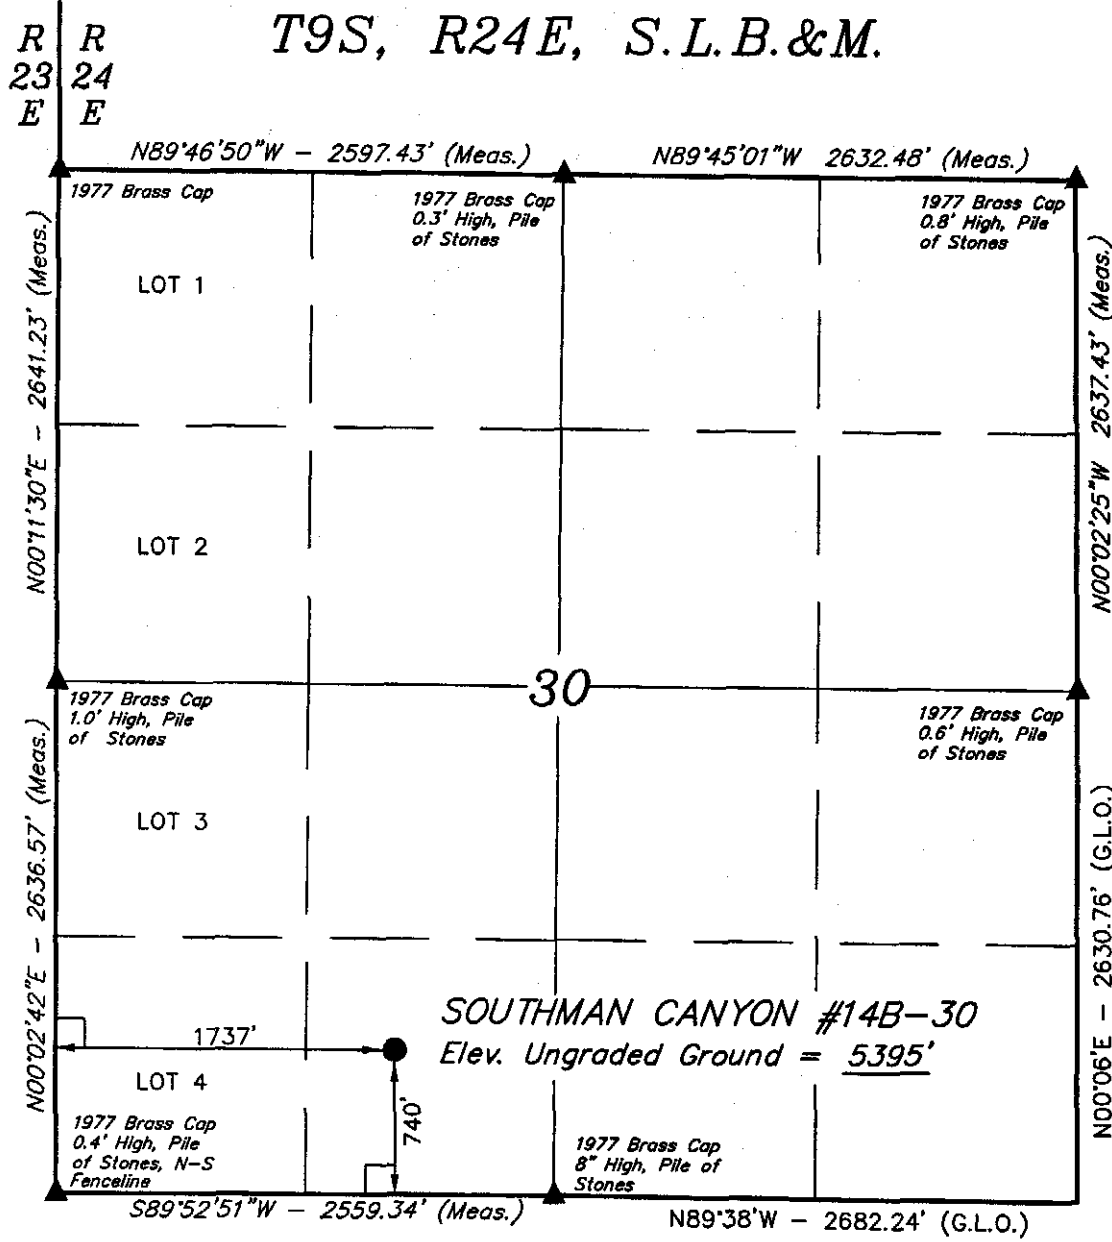 T9S, R24E, S.L.B.&M.
R R
23 24
E E
N89°46'50"W - 2597.43' (Meas.)
N89°45'01"W 2632.48' (Meas.)
1977 Brass Cap
1977 Brass Cap
0.3' High, Pile
of Stones
1977 Brass Cap
0.8' High, Pile
of Stones
N00°11'30"E - 2641.23' (Meas.)
N00°02'25"W 2637.43' (Meas.)
LOT 1
LOT 2
30
1977 Brass Cap
1.0' High, Pile
of Stones
1977 Brass Cap
0.6' High, Pile
of Stones
N00°02'42"E - 2636.57' (Meas.)
N00°06'E - 2630.76' (G.L.O.)
LOT 3
SOUTHMAN CANYON #14B-30
Elev. Ungraded Ground = 5395'
1737'
LOT 4
740'
1977 Brass Cap
0.4' High, Pile
of Stones, N-S
Fenceline
1977 Brass Cap
8" High, Pile of
Stones
S89°52'51"W - 2559.34' (Meas.)
N89°38'W - 2682.24' (G.L.O.)